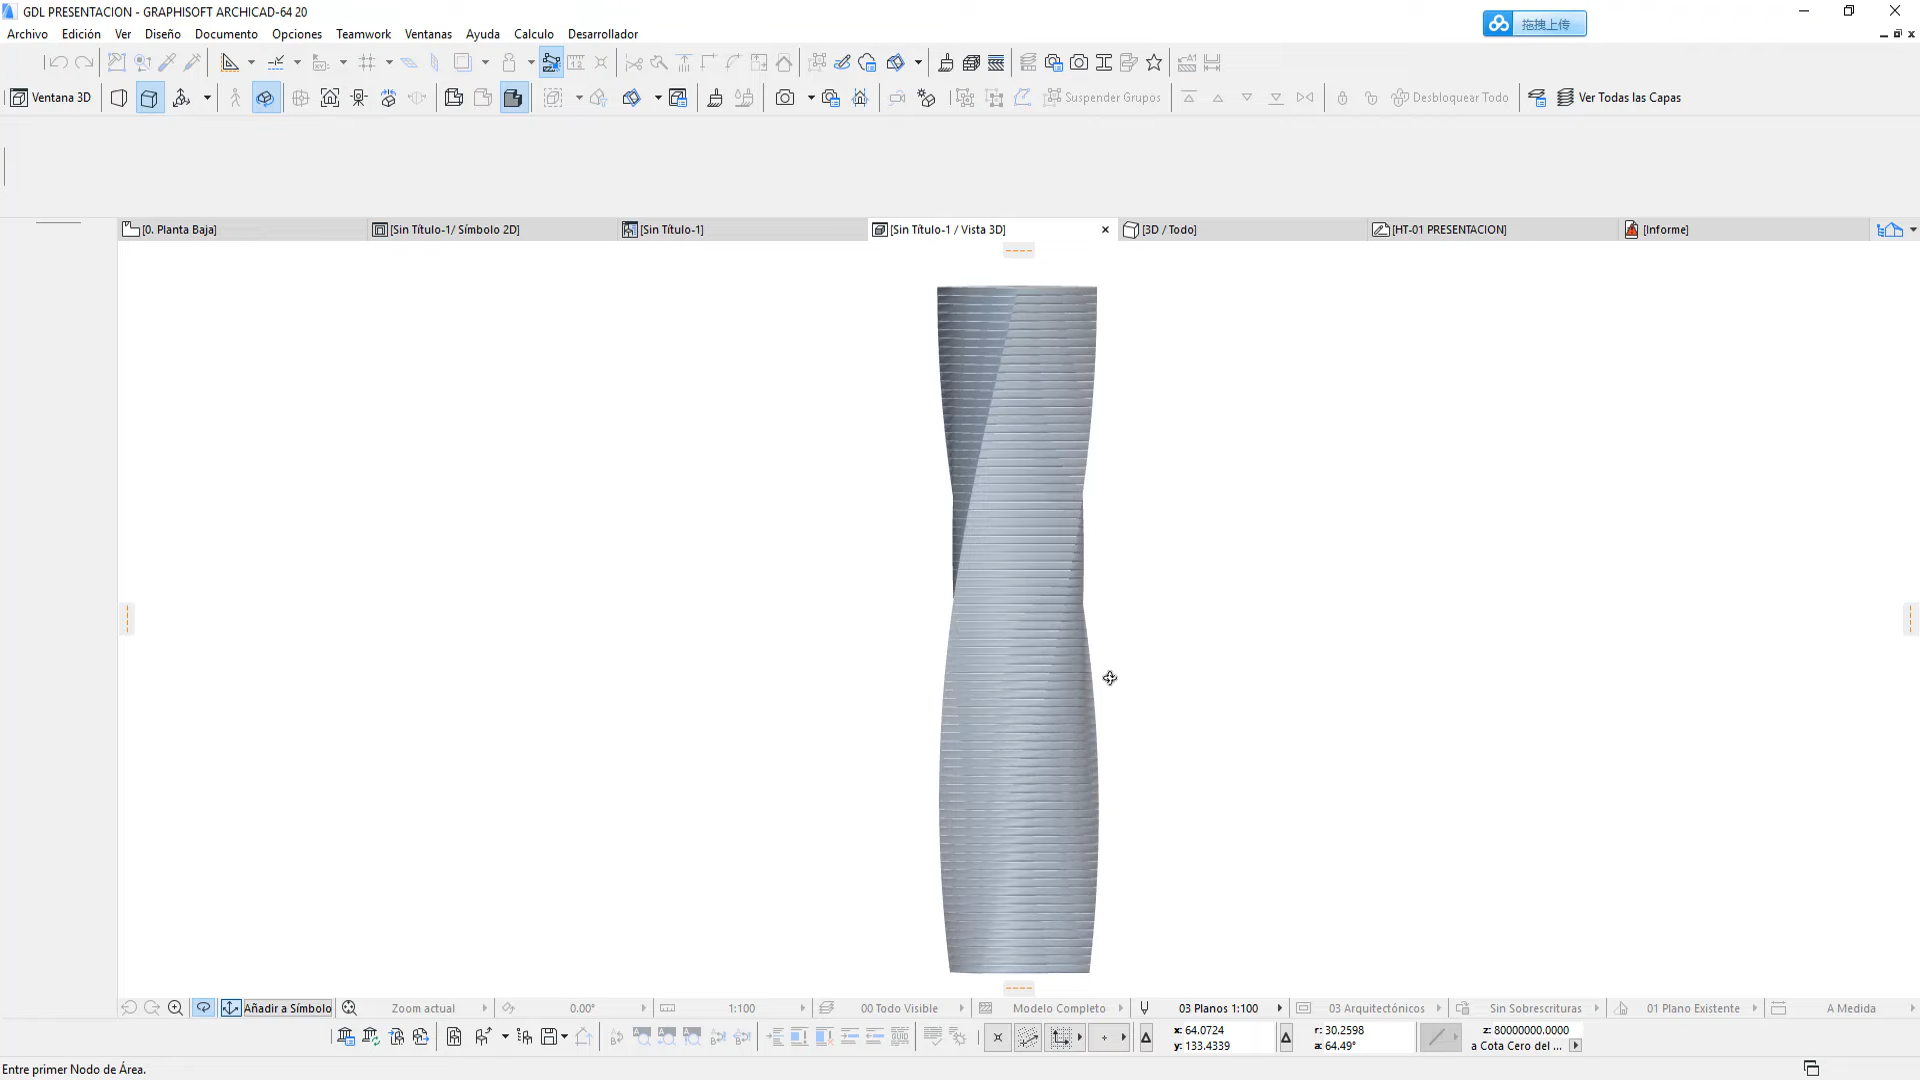 GDL PRESENTACION - GRAPHISOFT ARCHICAD-64 20
拖拽上传
Archivo Edición Ver Diseño Documento Opciones Teamwork Ventanas Ayuda Calculo Desarrollador
Ventana 3D Suspender Grupos Desbloquear Todo Ver Todas las Capas
[0. Planta Baja] [Sin Título-1/ Símbolo 2D] [Sin Título-1] [Sin Título-1 / Vista 3D] [3D / Todo] [HT-01 PRESENTACION] [Informe]
Añadir a Símbolo Zoom actual 0.00° 1:100 00 Todo Visible Modelo Completo 03 Planos 1:100 03 Arquitectónicos Sin Sobrescrituras 01 Plano Existente A Medida
x: 64.0724 r: 30.2598 z: 80000000.0000
y: 133.4339 a: 64.49° a Cota Cero del ...
Entre primer Nodo de Área.